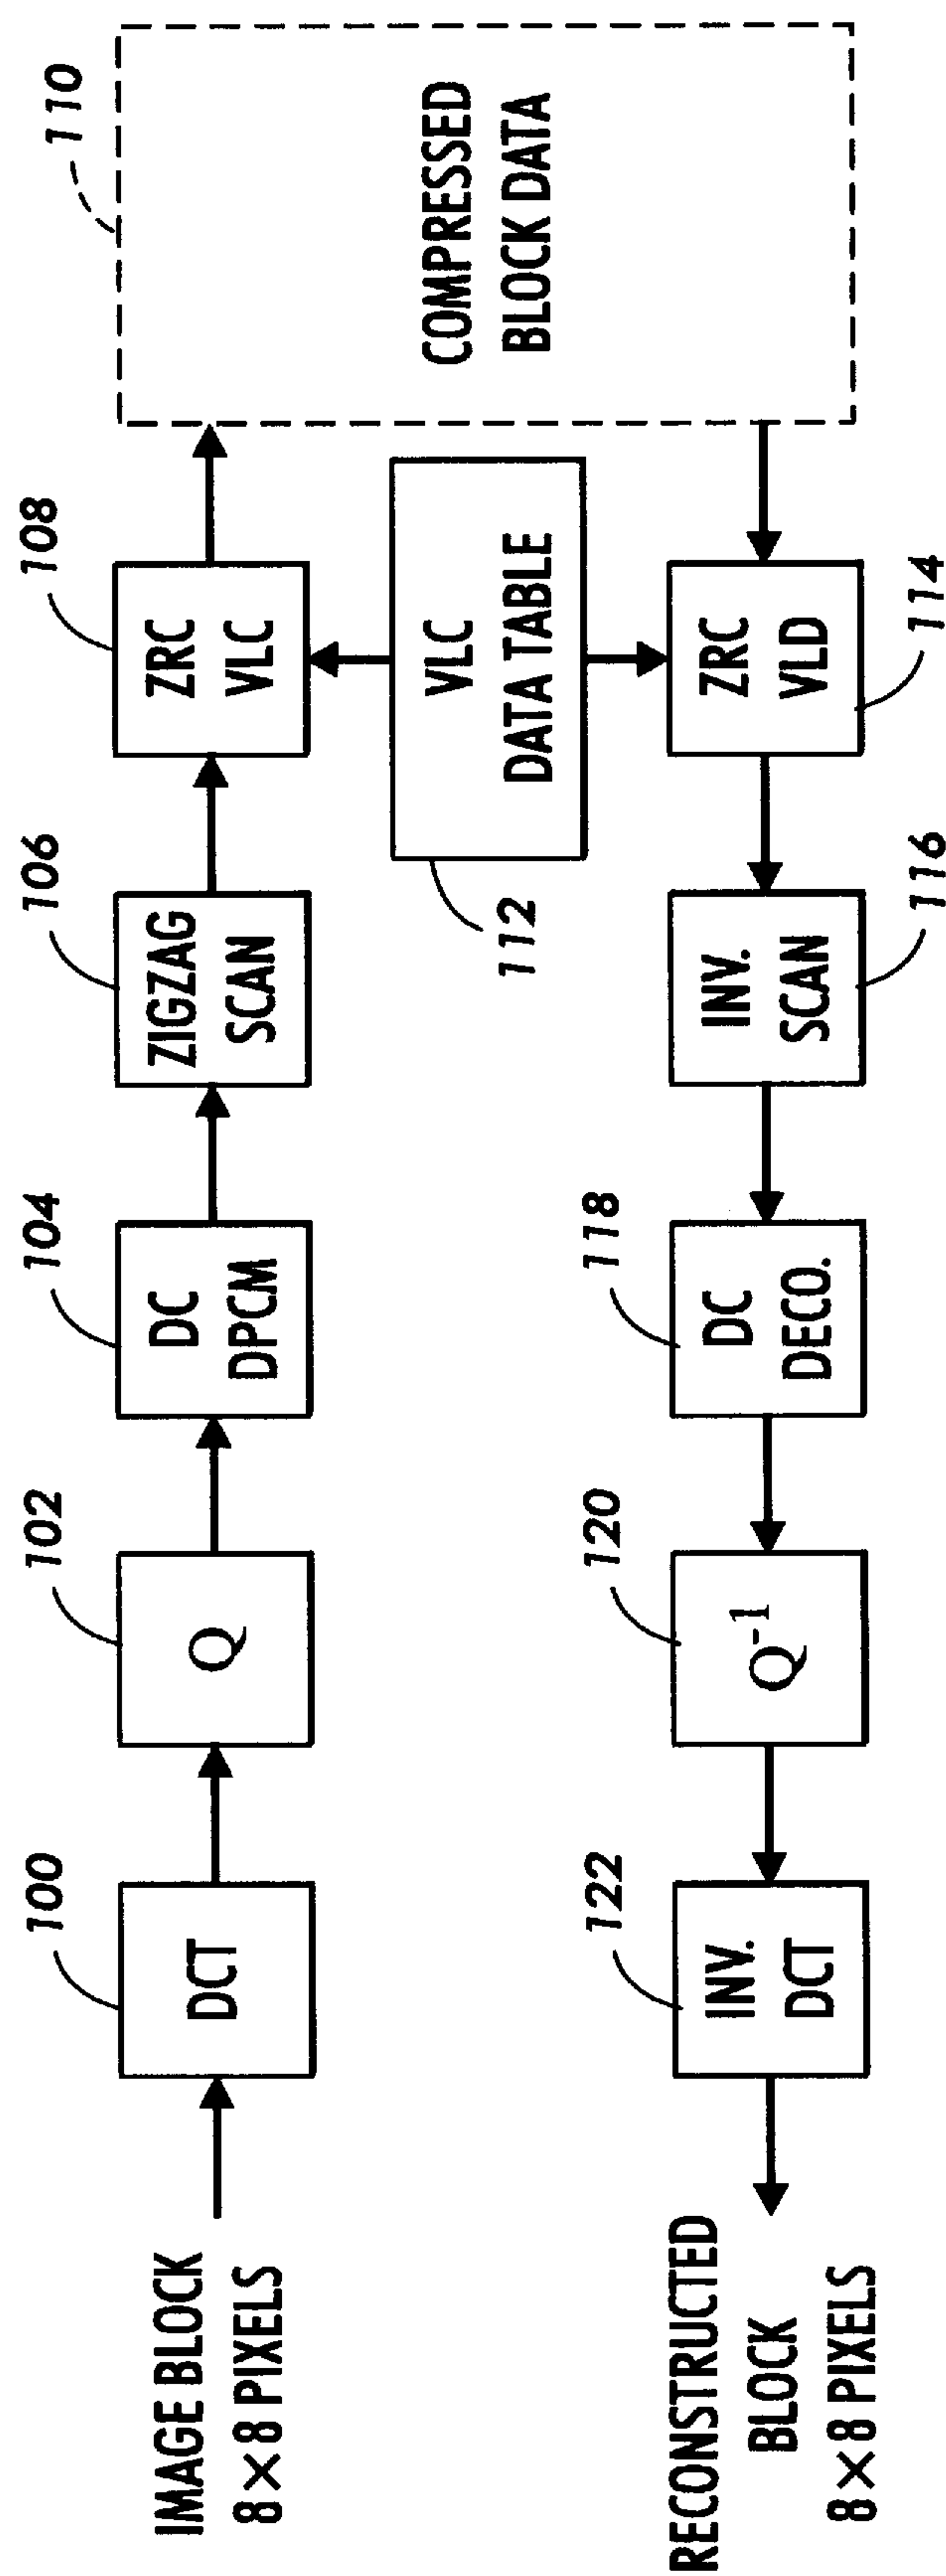 100
102
104
106
108
110
IMAGE BLOCK
8×8 PIXELS
DCT
Q
DC
DPCM
ZIGZAG
SCAN
ZRC
VLC
COMPRESSED
BLOCK DATA
VLC
DATA TABLE
112
122
120
118
RECONSTRUCTED
BLOCK
8×8 PIXELS
INV.
DCT
Q⁻¹
DC
DECO.
INV.
SCAN
ZRC
VLD
116
114